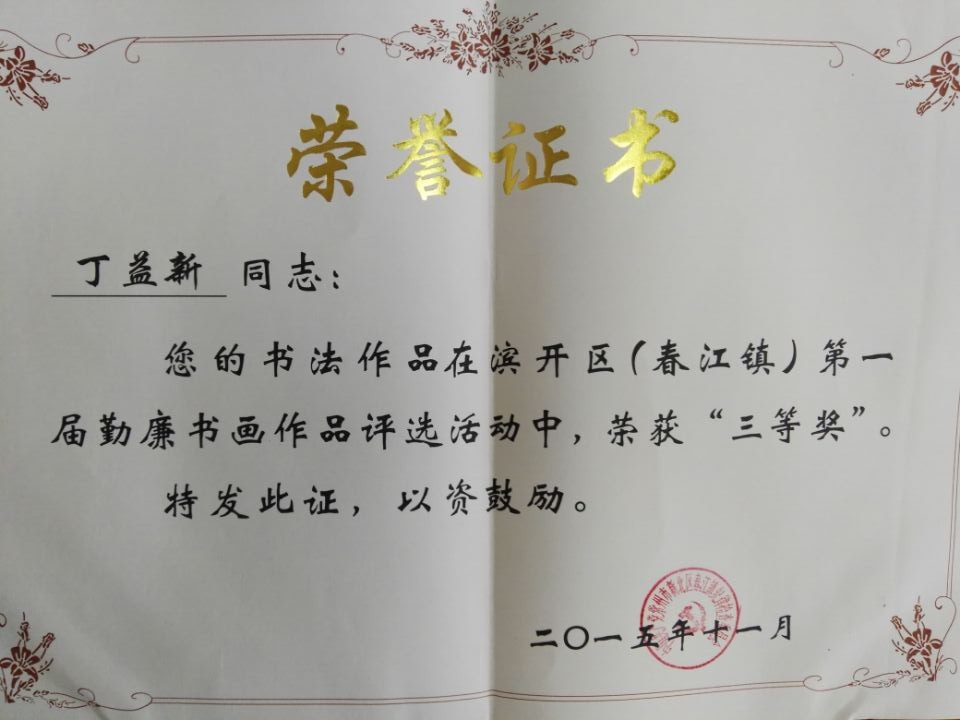 荣誉证书
丁益新 同志：
您的书法作品在滨开区（春江镇）第一
届勤廉书画作品评选活动中，荣获“三等奖”。
特发此证，以资鼓励。
二〇一五年十一月